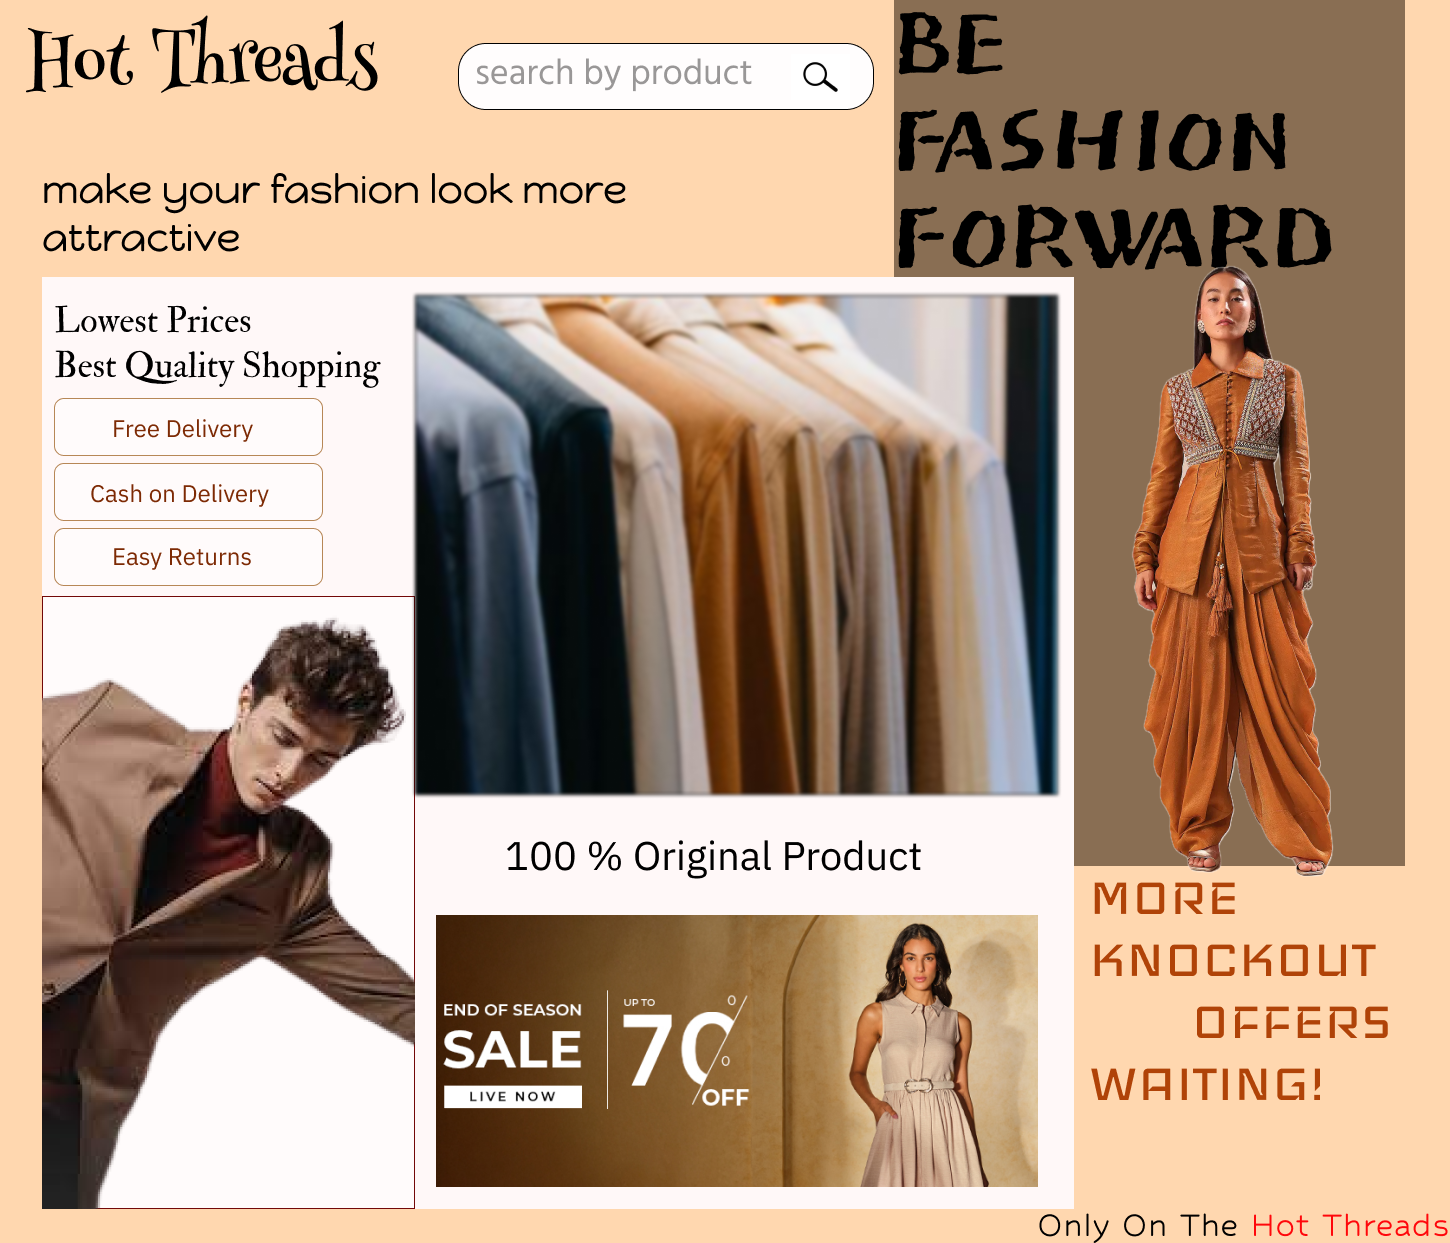 Hot Threads
search by product
BE
FASHION
FORWARD
make your fashion look more
attractive
Lowest Prices
Best Quality Shopping
Free Delivery
Cash on Delivery
Easy Returns
100 % Original Product
END OF SEASON
SALE
LIVE NOW
UP TO
70%
OFF
MORE
KNOCKOUT
OFFERS
WAITING!
Only On The Hot Threads